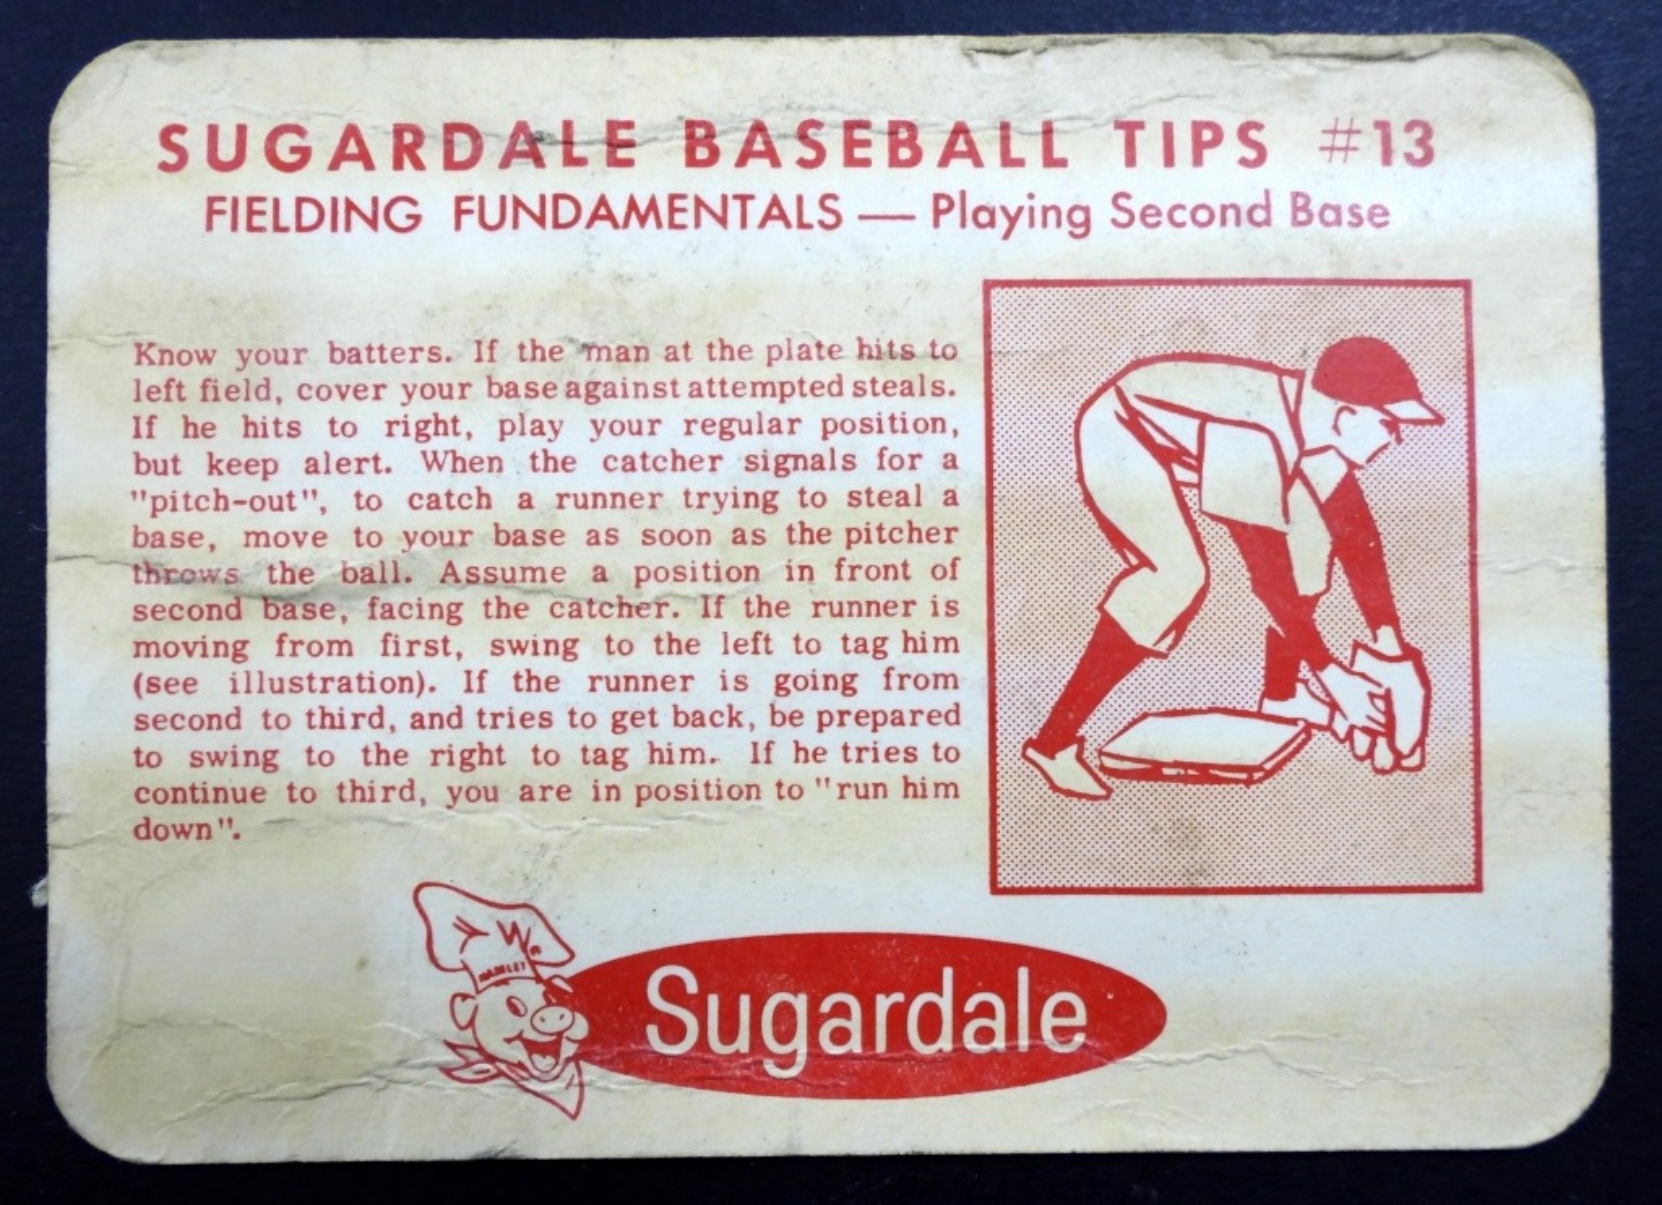 SUGARDALE BASEBALL TIPS #13
FIELDING FUNDAMENTALS — Playing Second Base
Know your batters. If the man at the plate hits to
left field, cover your base against attempted steals.
If he hits to right, play your regular position,
but keep alert. When the catcher signals for a
"pitch-out", to catch a runner trying to steal a
base, move to your base as soon as the pitcher
throws the ball. Assume a position in front of
second base, facing the catcher. If the runner is
moving from first, swing to the left to tag him
(see illustration). If the runner is going from
second to third, and tries to get back, be prepared
to swing to the right to tag him. If he tries to
continue to third, you are in position to "run him
down".
W.
HAMLET
Sugardale